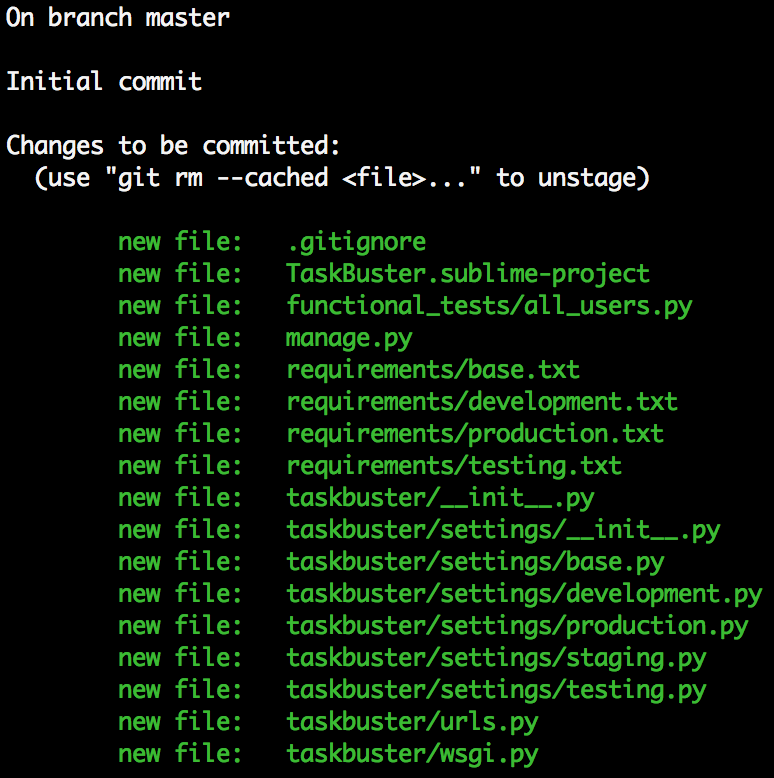 On branch master
Initial commit
Changes to be committed:
(use "git rm --cached <file>..." to unstage)
new file: .gitignore
new file: TaskBuster.sublime-project
new file: functional_tests/all_users.py
new file: manage.py
new file: requirements/base.txt
new file: requirements/development.txt
new file: requirements/production.txt
new file: requirements/testing.txt
new file: taskbuster/__init__.py
new file: taskbuster/settings/__init__.py
new file: taskbuster/settings/base.py
new file: taskbuster/settings/development.py
new file: taskbuster/settings/production.py
new file: taskbuster/settings/staging.py
new file: taskbuster/settings/testing.py
new file: taskbuster/urls.py
new file: taskbuster/wsgi.py